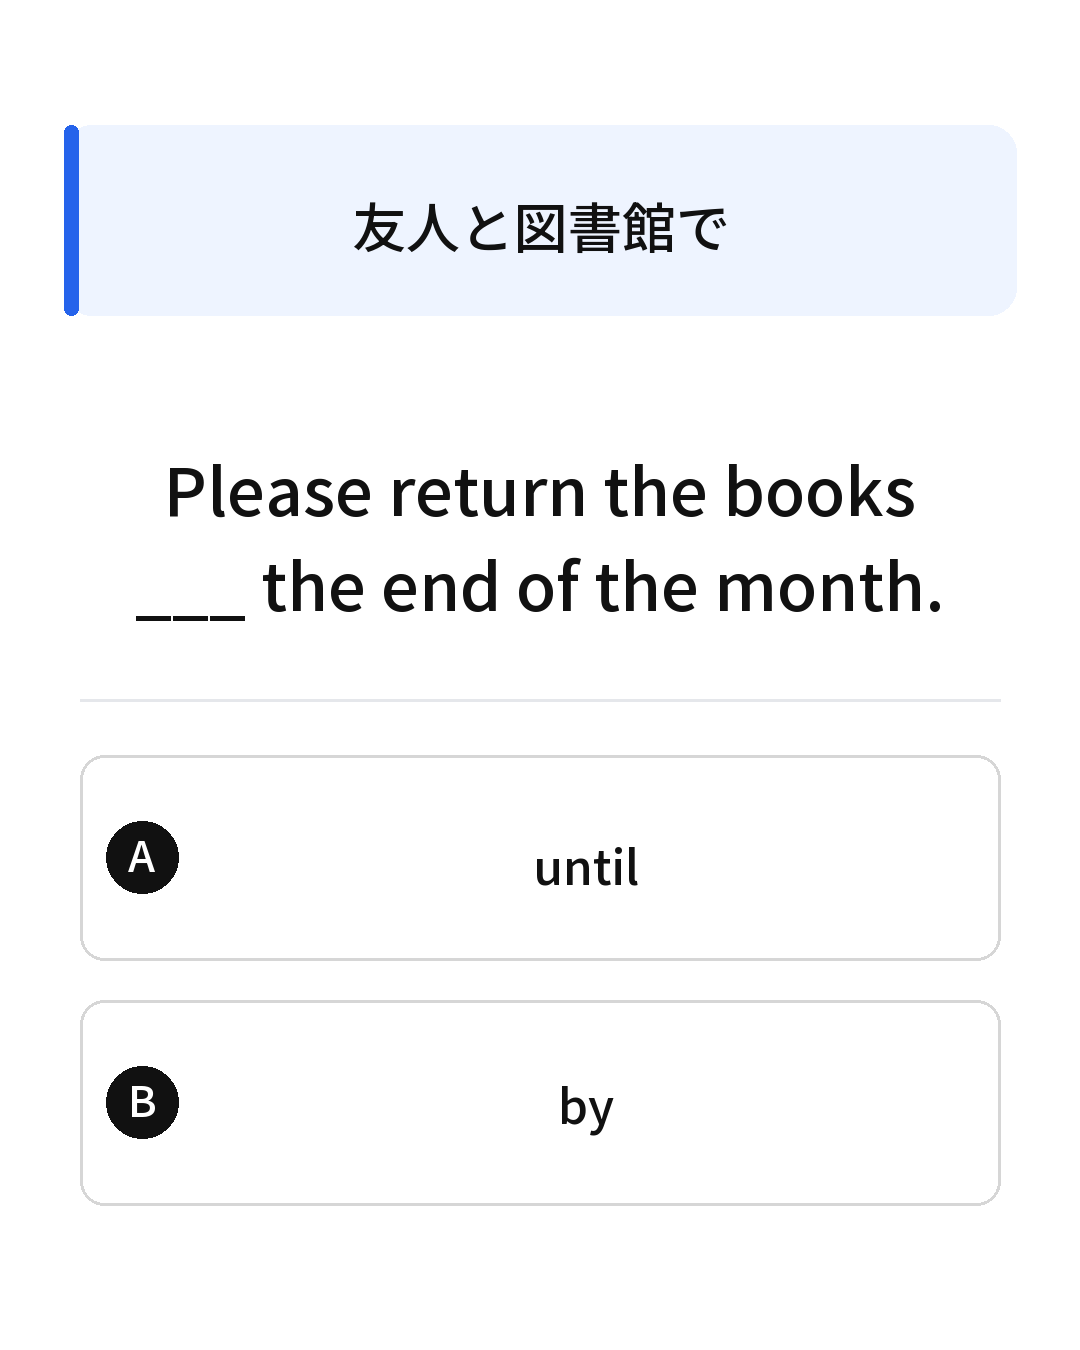 友人と図書館で
Please return the books
___ the end of the month.
A
until
B
by